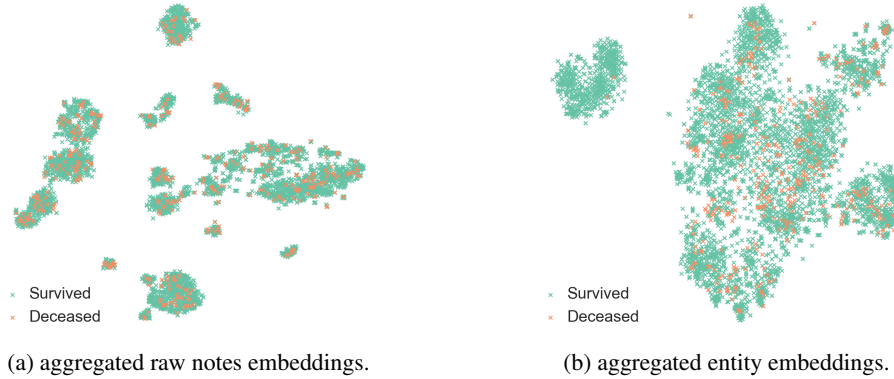 Survived
Deceased
Survived
Deceased
(a) aggregated raw notes embeddings.
(b) aggregated entity embeddings.